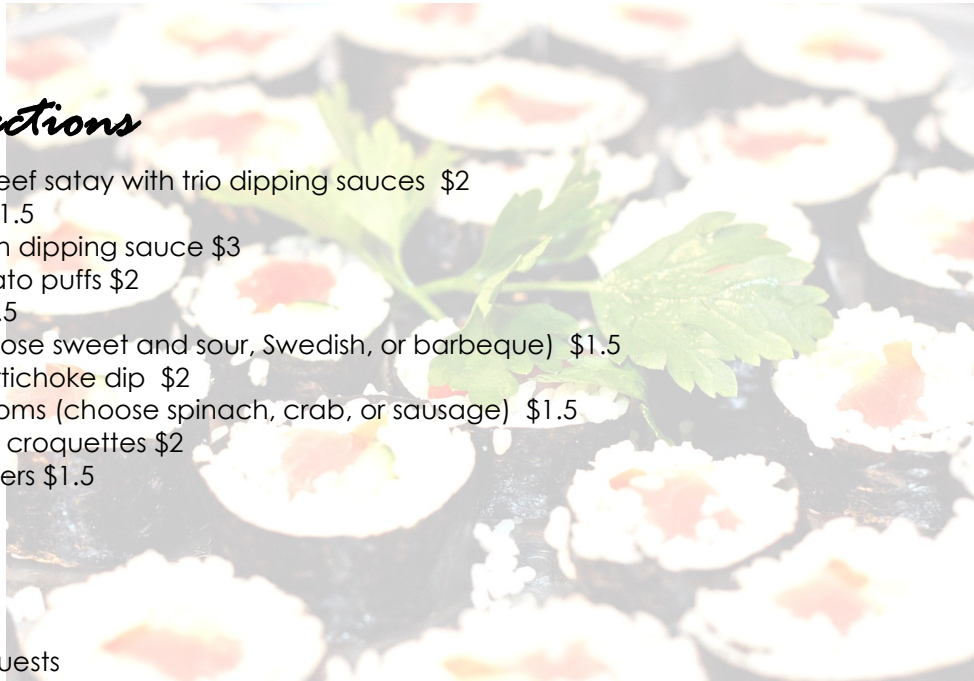 ctions
eef satay with trio dipping sauces $2
1.5
n dipping sauce $3
ato puffs $2
.5
ose sweet and sour, Swedish, or barbeque) $1.5
rtichoke dip $2
oms (choose spinach, crab, or sausage) $1.5
croquettes $2
ers $1.5
uests